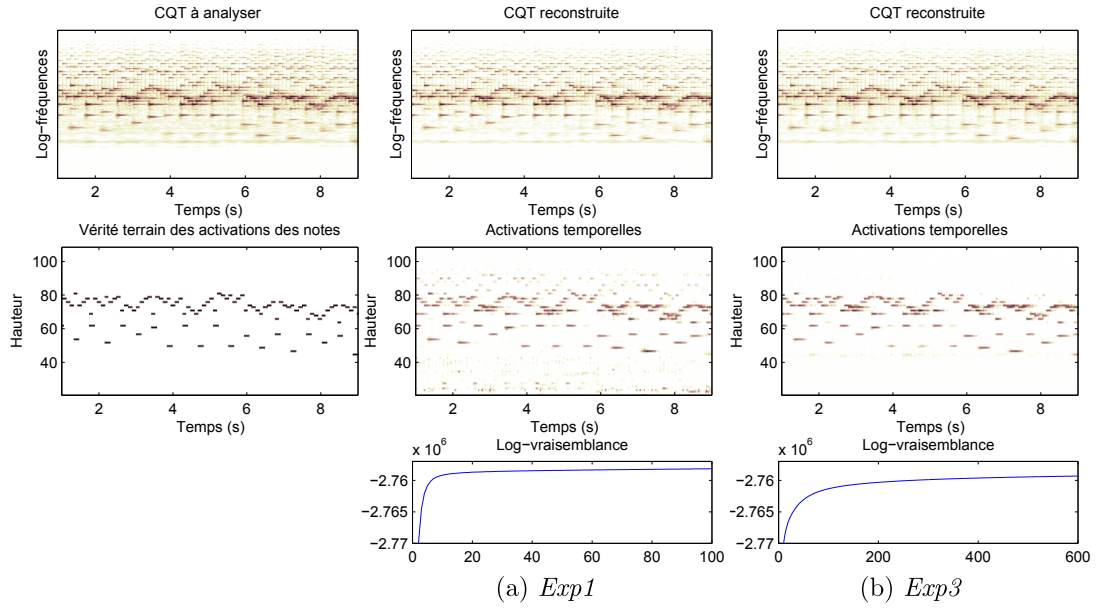 CQT à analyser
CQT reconstruite
CQT reconstruite
Log−fréquences
Log−fréquences
Log−fréquences
2 4 6 8
2 4 6 8
2 4 6 8
Temps (s)
Temps (s)
Temps (s)
Vérité terrain des activations des notes
Activations temporelles
Activations temporelles
Hauteur
100
80
60
40
Hauteur
100
80
60
40
Hauteur
100
80
60
40
2 4 6 8
2 4 6 8
2 4 6 8
Temps (s)
Temps (s)
Temps (s)
x 10^6
Log−vraisemblance
−2.76
−2.765
−2.77
0 20 40 60 80 100
x 10^6
Log−vraisemblance
−2.76
−2.765
−2.77
0 200 400 600
(a) Exp1
(b) Exp3